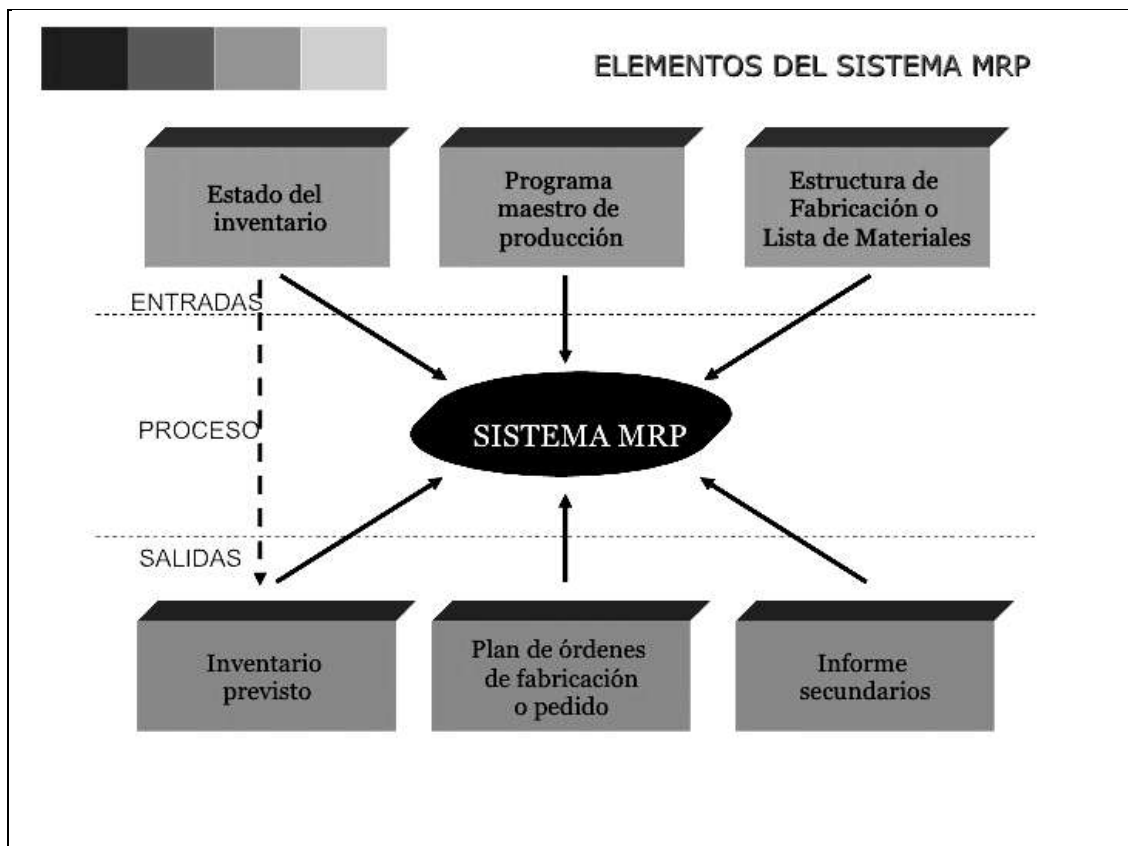 ELEMENTOS DEL SISTEMA MRP
Estado del
inventario
Programa
maestro de
producción
Estructura de
Fabricación o
Lista de Materiales
ENTRADAS
PROCESO
SISTEMA MRP
SALIDAS
Inventario
previsto
Plan de órdenes
de fabricación
o pedido
Informe
secundarios